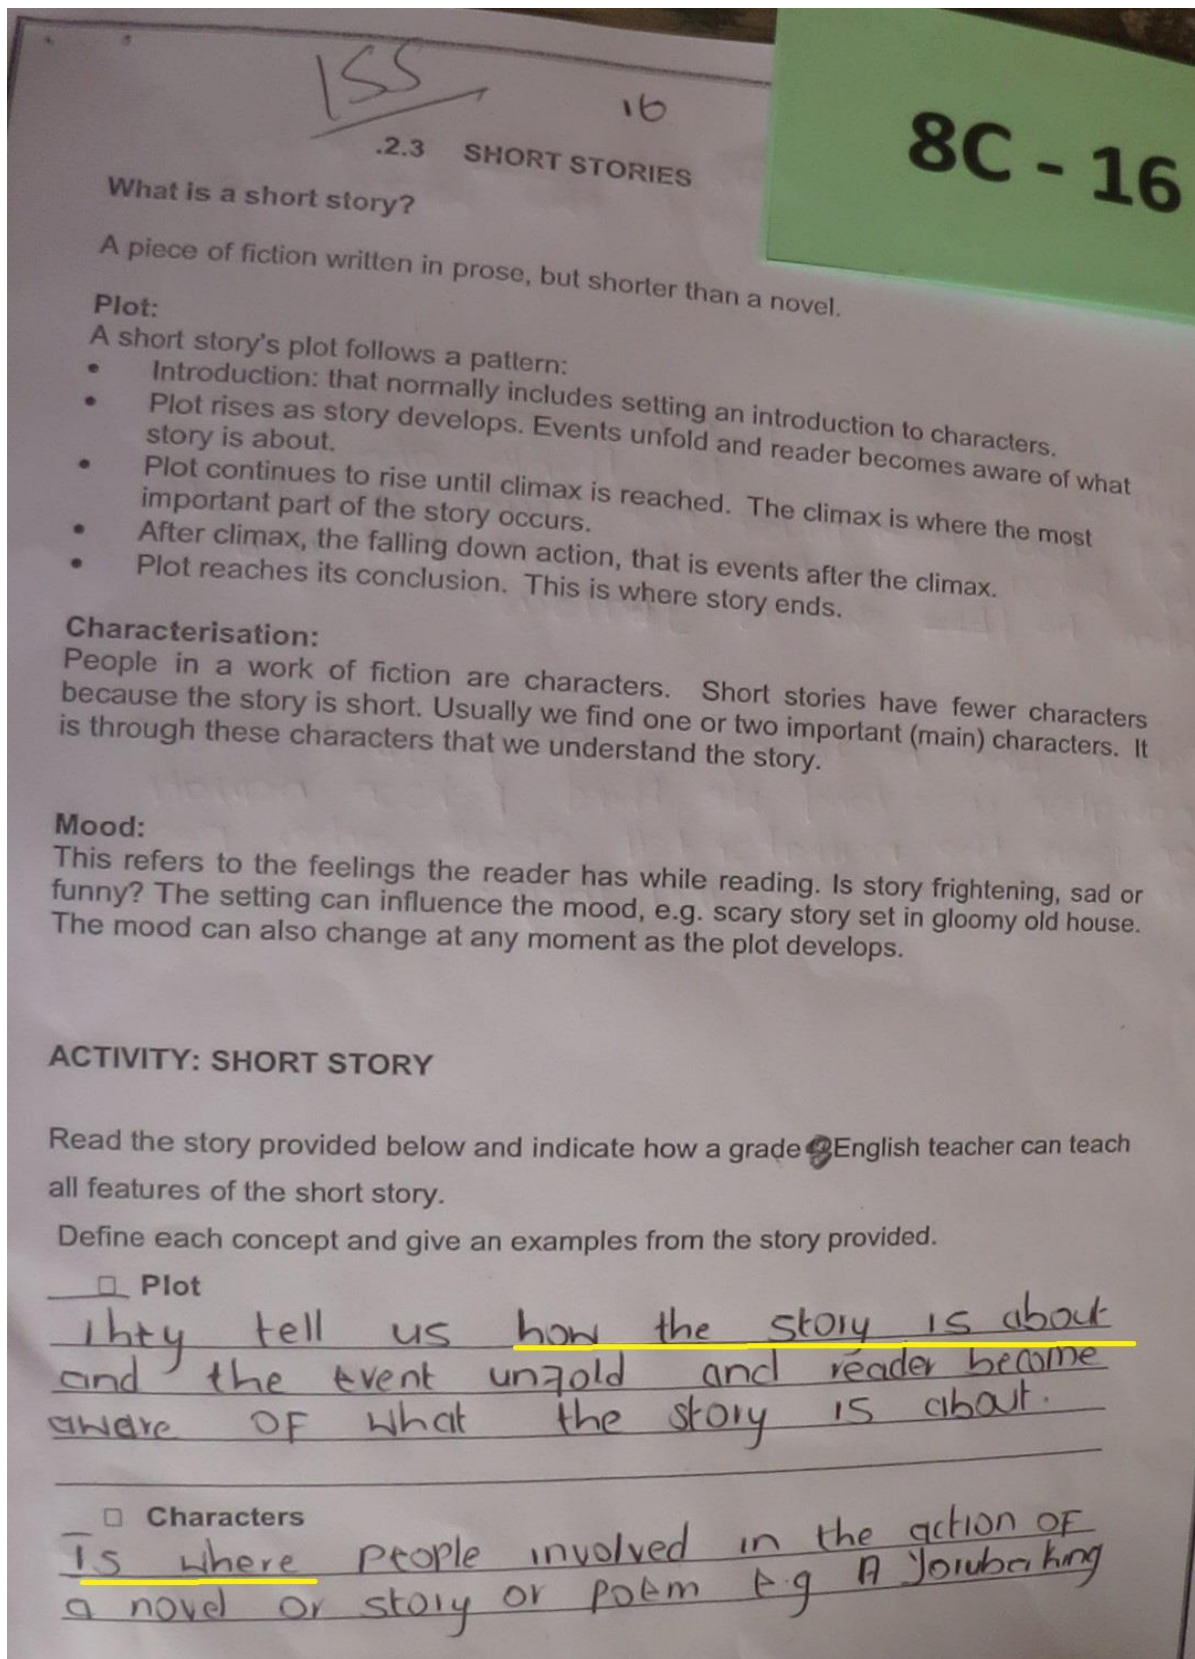 155
16
8C - 16
.2.3 SHORT STORIES
What is a short story?
A piece of fiction written in prose, but shorter than a novel.
Plot:
A short story's plot follows a pattern:
• Introduction: that normally includes setting an introduction to characters.
• Plot rises as story develops. Events unfold and reader becomes aware of what
story is about.
• Plot continues to rise until climax is reached. The climax is where the most
important part of the story occurs.
• After climax, the falling down action, that is events after the climax.
• Plot reaches its conclusion. This is where story ends.
Characterisation:
People in a work of fiction are characters. Short stories have fewer characters
because the story is short. Usually we find one or two important (main) characters. It
is through these characters that we understand the story.
Mood:
This refers to the feelings the reader has while reading. Is story frightening, sad or
funny? The setting can influence the mood, e.g. scary story set in gloomy old house.
The mood can also change at any moment as the plot develops.
ACTIVITY: SHORT STORY
Read the story provided below and indicate how a grade 8 English teacher can teach
all features of the short story.
Define each concept and give an examples from the story provided.
□ Plot
They tell us how the story is about
and the event unfold and reader become
aware OF what the story is about.
□ Characters
Is where people involved in the action OF
a novel or story or poem e.g A Yoruba king